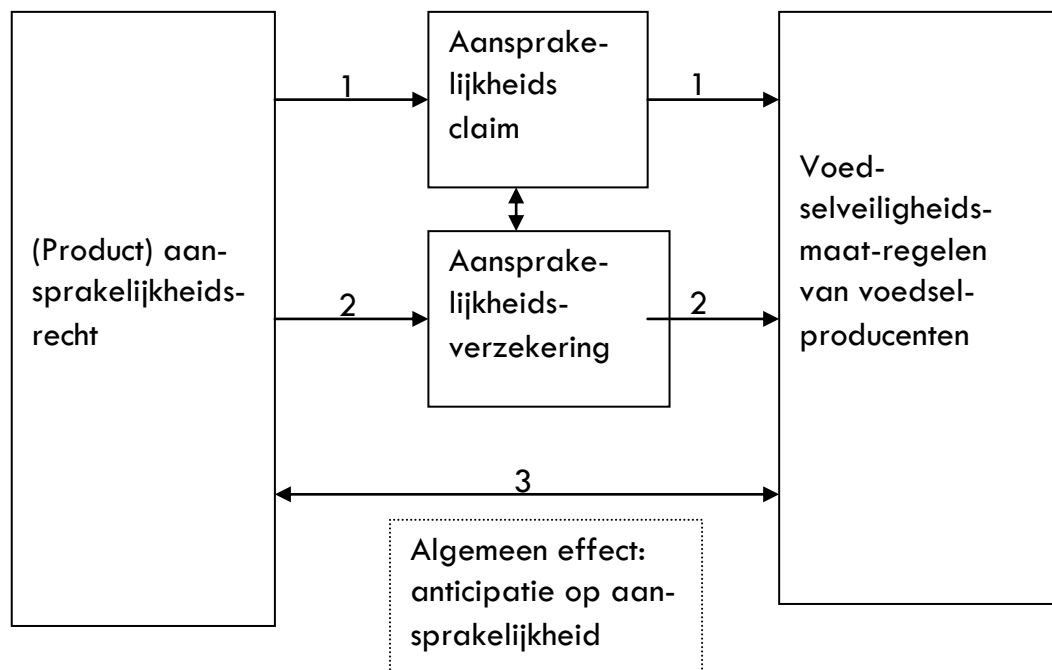 (Product) aan-
sprakelijkheids-
recht
1
Aansprake-
lijkheids
claim
1
2
Aansprake-
lijkheids-
verzekering
2
Voed-
selveiligheids-
maat-regelen
van voedsel-
producenten
3
Algemeen effect:
anticipatie op aan-
sprakelijkheid